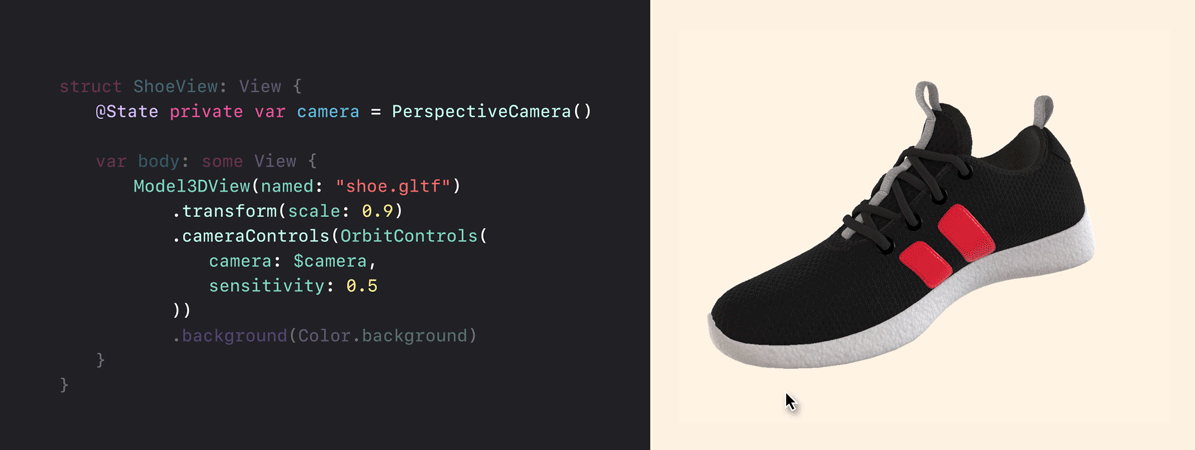 struct ShoeView: View {
@State private var camera = PerspectiveCamera()
var body: some View {
Model3DView(named: "shoe.gltf")
.transform(scale: 0.9)
.cameraControls(OrbitControls(
camera: $camera,
sensitivity: 0.5
))
.background(Color.background)
}
}